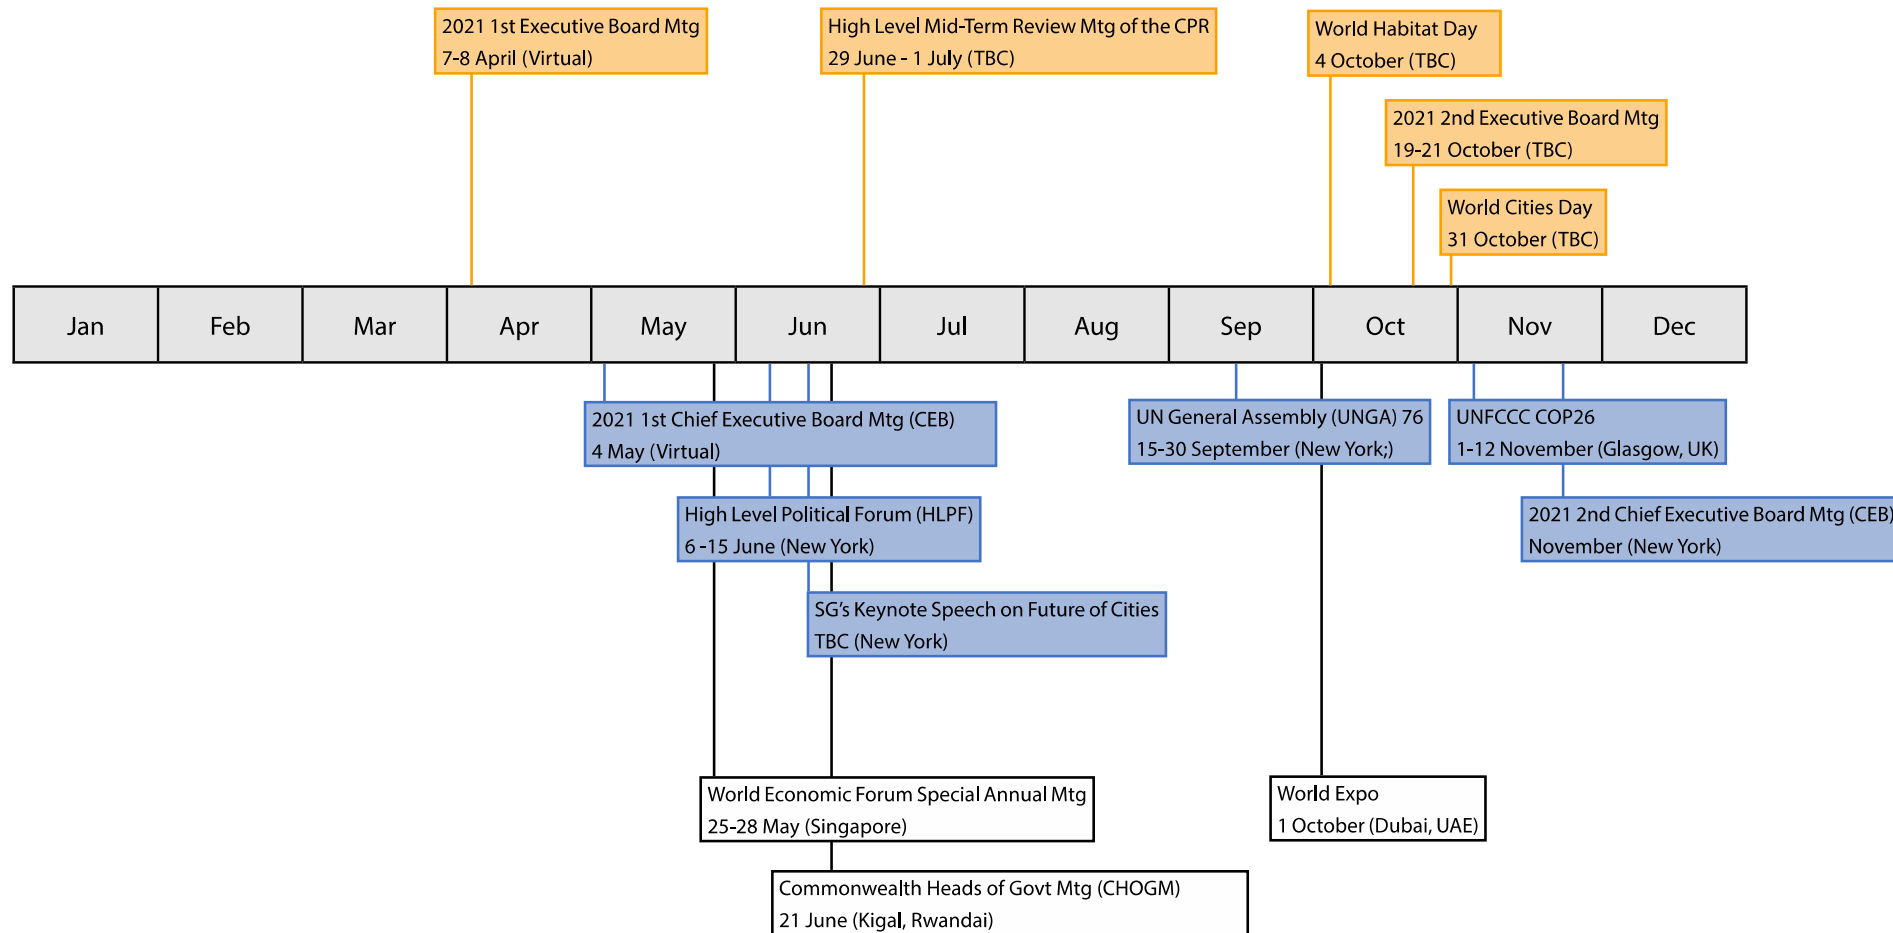 2021 1st Executive Board Mtg
7-8 April (Virtual)
High Level Mid-Term Review Mtg of the CPR
29 June - 1 July (TBC)
World Habitat Day
4 October (TBC)
2021 2nd Executive Board Mtg
19-21 October (TBC)
World Cities Day
31 October (TBC)
Jan
Feb
Mar
Apr
May
Jun
Jul
Aug
Sep
Oct
Nov
Dec
2021 1st Chief Executive Board Mtg (CEB)
4 May (Virtual)
UN General Assembly (UNGA) 76
15-30 September (New York;)
UNFCCC COP26
1-12 November (Glasgow, UK)
High Level Political Forum (HLPF)
6 -15 June (New York)
2021 2nd Chief Executive Board Mtg (CEB)
November (New York)
SG's Keynote Speech on Future of Cities
TBC (New York)
World Economic Forum Special Annual Mtg
25-28 May (Singapore)
World Expo
1 October (Dubai, UAE)
Commonwealth Heads of Govt Mtg (CHOGM)
21 June (Kigal, Rwandai)